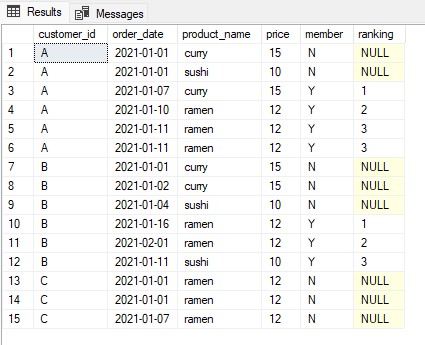 Results Messages
customer_id order_date product_name price member ranking
1 A 2021-01-01 curry 15 N NULL
2 A 2021-01-01 sushi 10 N NULL
3 A 2021-01-07 curry 15 Y 1
4 A 2021-01-10 ramen 12 Y 2
5 A 2021-01-11 ramen 12 Y 3
6 A 2021-01-11 ramen 12 Y 3
7 B 2021-01-01 curry 15 N NULL
8 B 2021-01-02 curry 15 N NULL
9 B 2021-01-04 sushi 10 N NULL
10 B 2021-01-16 ramen 12 Y 1
11 B 2021-02-01 ramen 12 Y 2
12 B 2021-01-11 sushi 10 Y 3
13 C 2021-01-01 ramen 12 N NULL
14 C 2021-01-01 ramen 12 N NULL
15 C 2021-01-07 ramen 12 N NULL